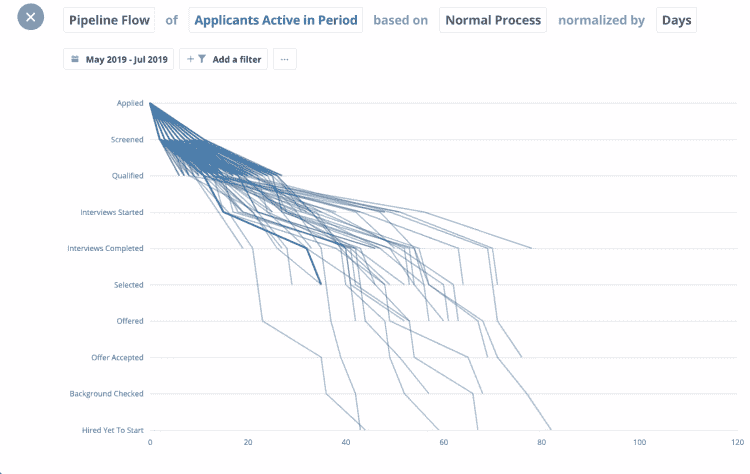 Pipeline Flow of Applicants Active in Period based on Normal Process normalized by Days
May 2019 - Jul 2019 + Add a filter ...
Applied
Screened
Qualified
Interviews Started
Interviews Completed
Selected
Offered
Offer Accepted
Background Checked
Hired Yet To Start
0 20 40 60 80 100 120